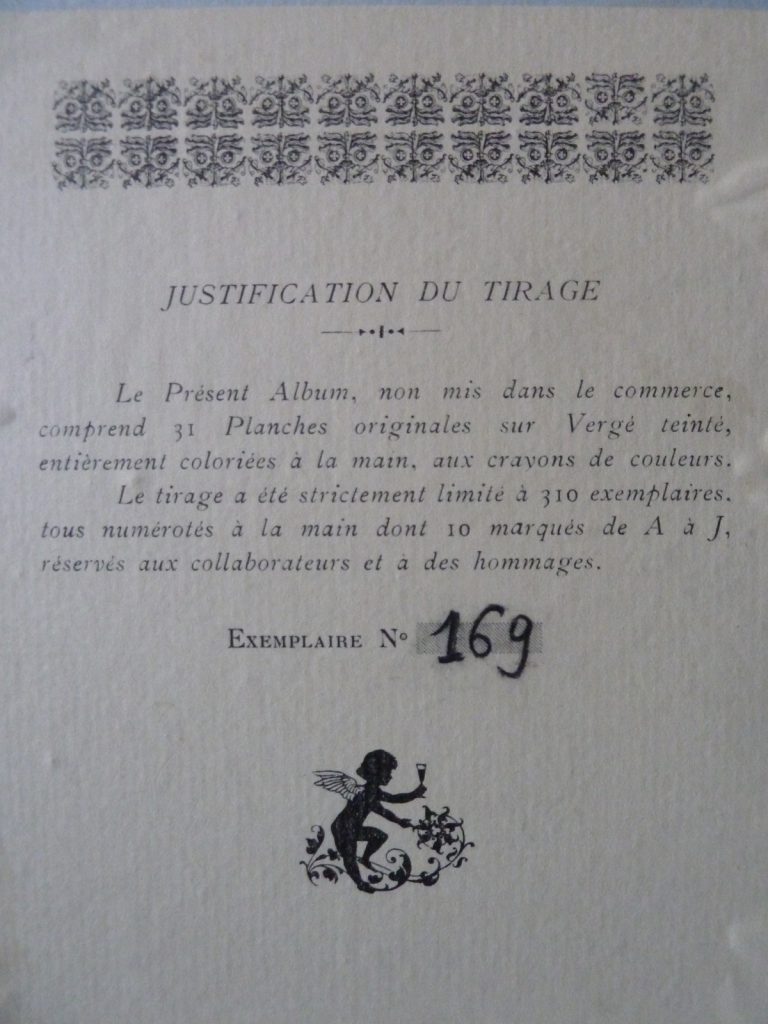 JUSTIFICATION DU TIRAGE
Le Présent Album, non mis dans le commerce,
comprend 31 Planches originales sur Vergé teinté,
entièrement coloriées à la main, aux crayons de couleurs.
Le tirage a été strictement limité à 310 exemplaires,
tous numérotés à la main dont 10 marqués de A à J,
réservés aux collaborateurs et à des hommages.
EXEMPLAIRE Nº 169